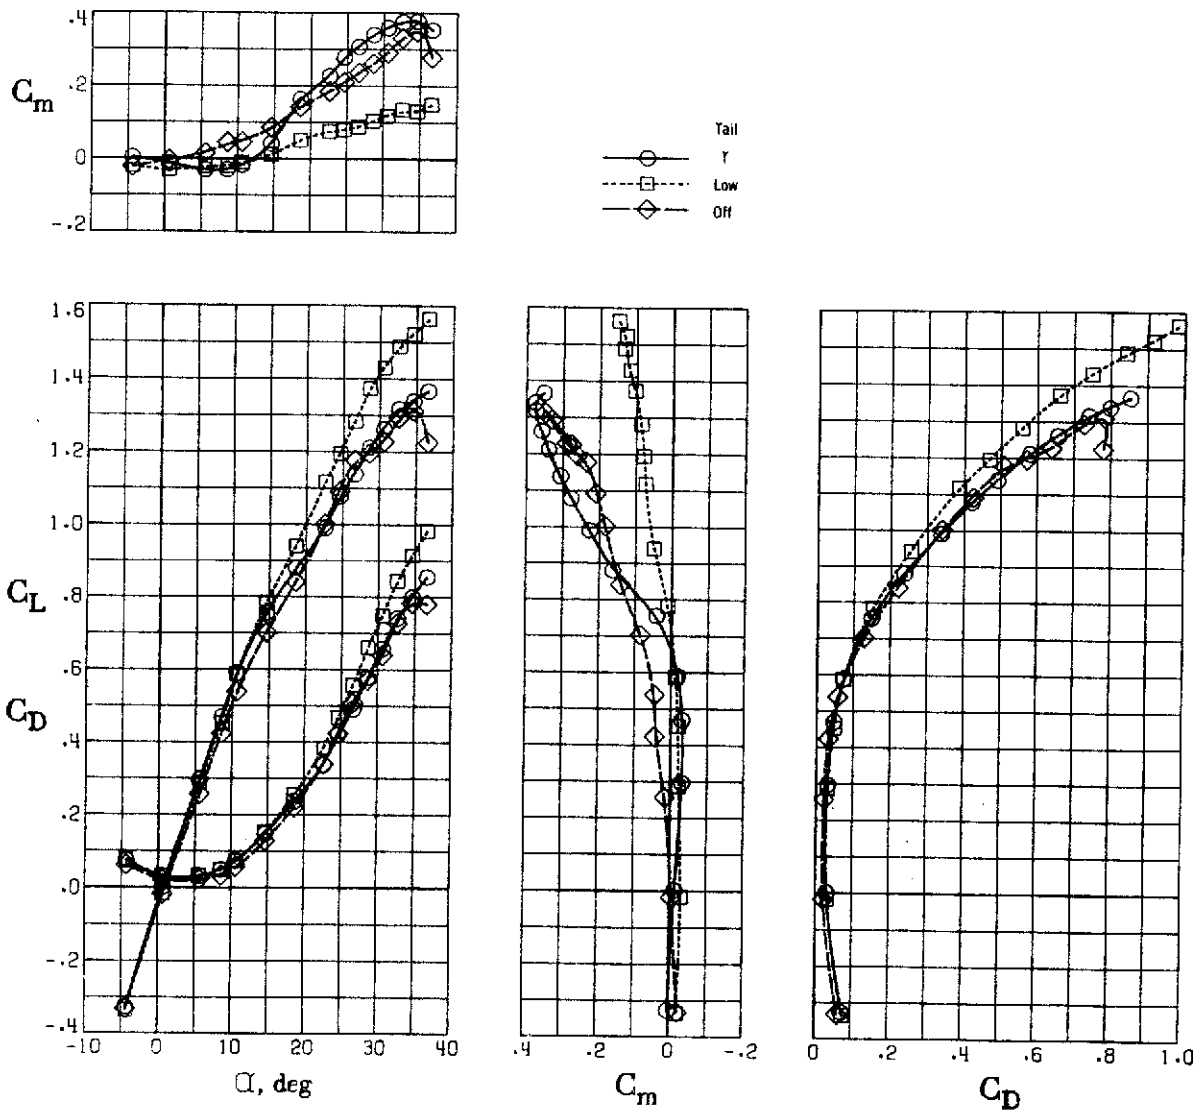 .4
.2
0
-.2
C_m
Tail
T
Low
Off
1.6
1.4
1.2
1.0
.8
.6
.4
.2
.0
-.2
-.4
C_L
C_D
-10 0 10 20 30 40
α, deg
.4 .2 0 -.2
C_m
0 .2 .4 .6 .8 1.0
C_D